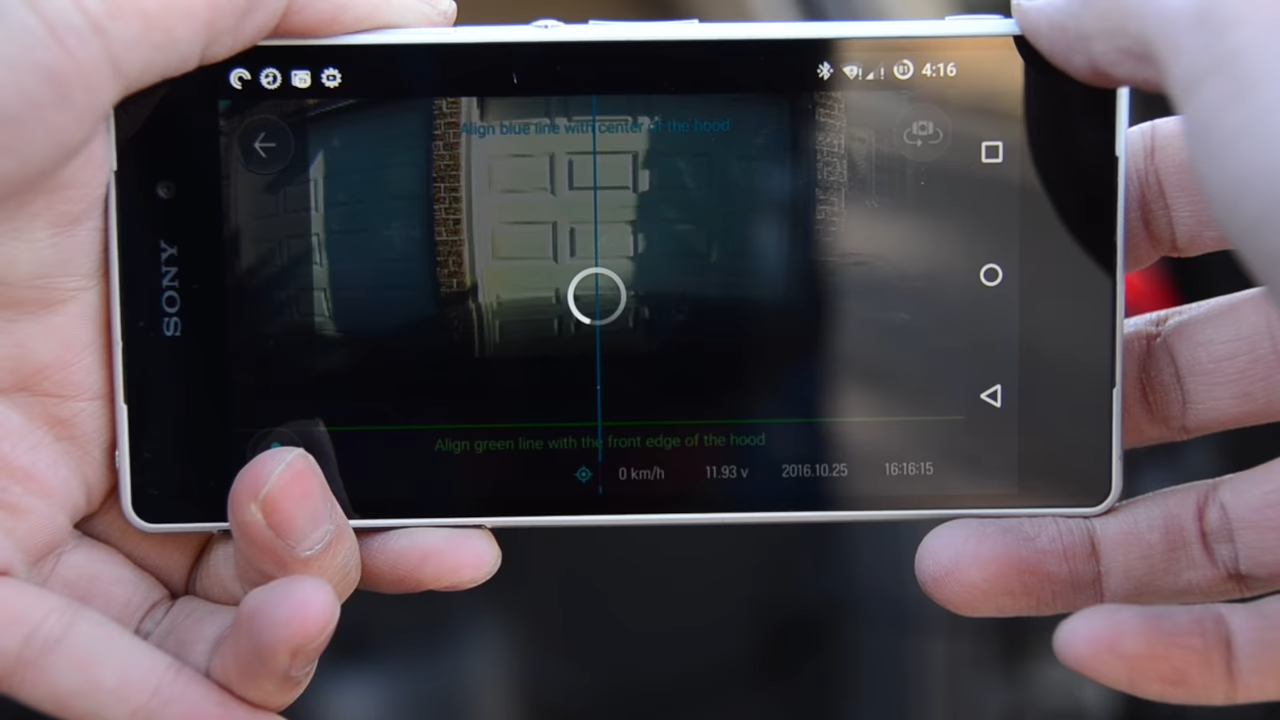 4:16
Align blue line with center of the hood
SONY
Align green line with the front edge of the hood
0 km/h 11.93 v 2016.10.25 16:16:15